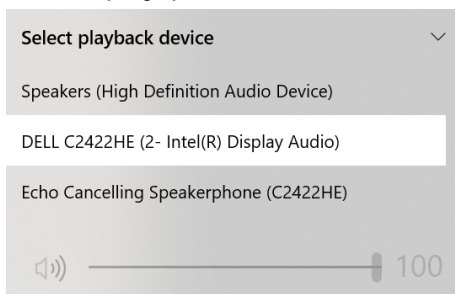 Select playback device
Speakers (High Definition Audio Device)
DELL C2422HE (2- Intel(R) Display Audio)
Echo Cancelling Speakerphone (C2422HE)
100